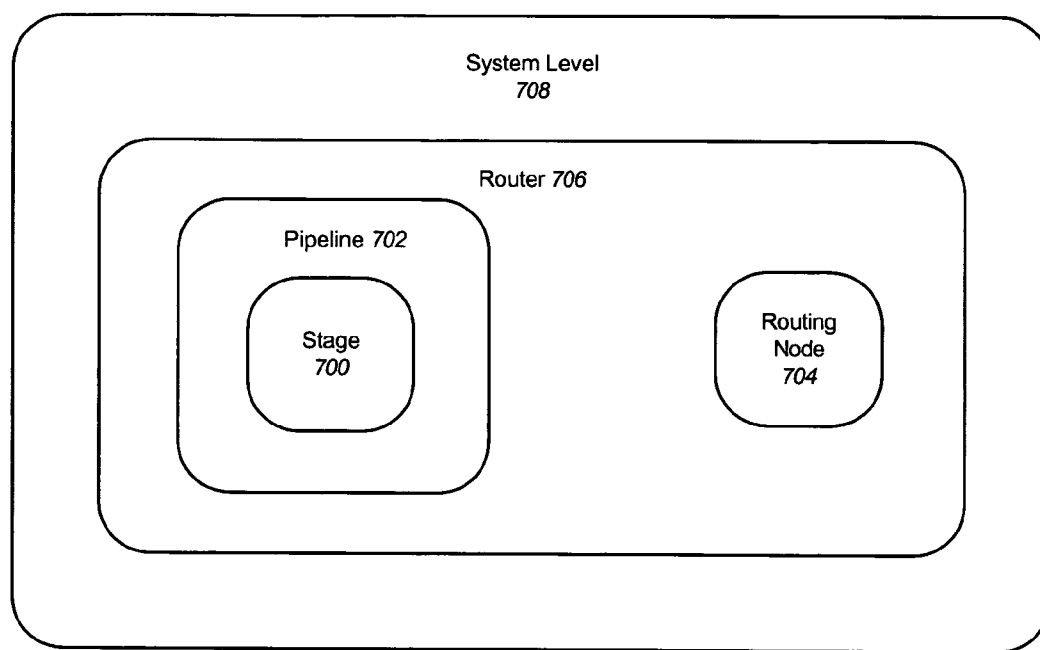 System Level
708
Router 706
Pipeline 702
Stage
700
Routing
Node
704